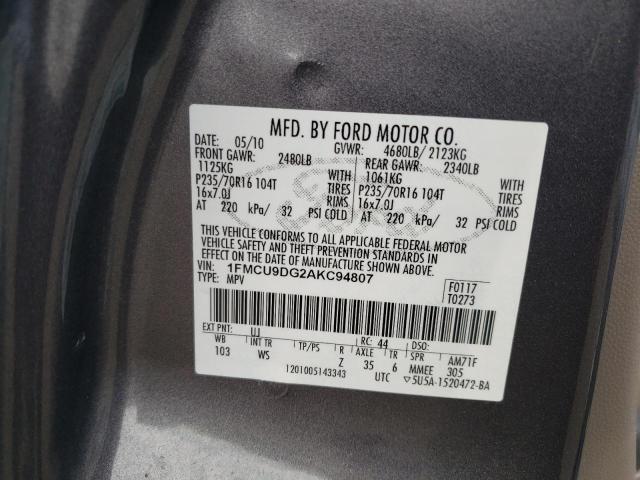 MFD. BY FORD MOTOR CO.
DATE: 05/10 GVWR: 4680LB/ 2123KG
FRONT GAWR: 2480LB REAR GAWR: 2340LB
1125KG 1061KG
P235/70R16 104T TIRES P235/70R16 104T TIRES
16x7.0J RIMS 16x7.0J RIMS
AT 220 kPa/ 32 PSI COLD AT 220 kPa/ 32 PSI COLD
THIS VEHICLE CONFORMS TO ALL APPLICABLE FEDERAL MOTOR
VEHICLE SAFETY AND THEFT PREVENTION STANDARDS IN
EFFECT ON THE DATE OF MANUFACTURE SHOWN ABOVE.
VIN: 1FMCU9DG2AKC94807 F0117
TYPE: MPV T0273
EXT PNT: UJ RC: 44 DSO:
WB INT TR TP/PS R AXLE TR SPR AM71F
103 WS Z 35 6 MMEE 305
1201005143343 UTC 5U5A-1520472-BA
Ford